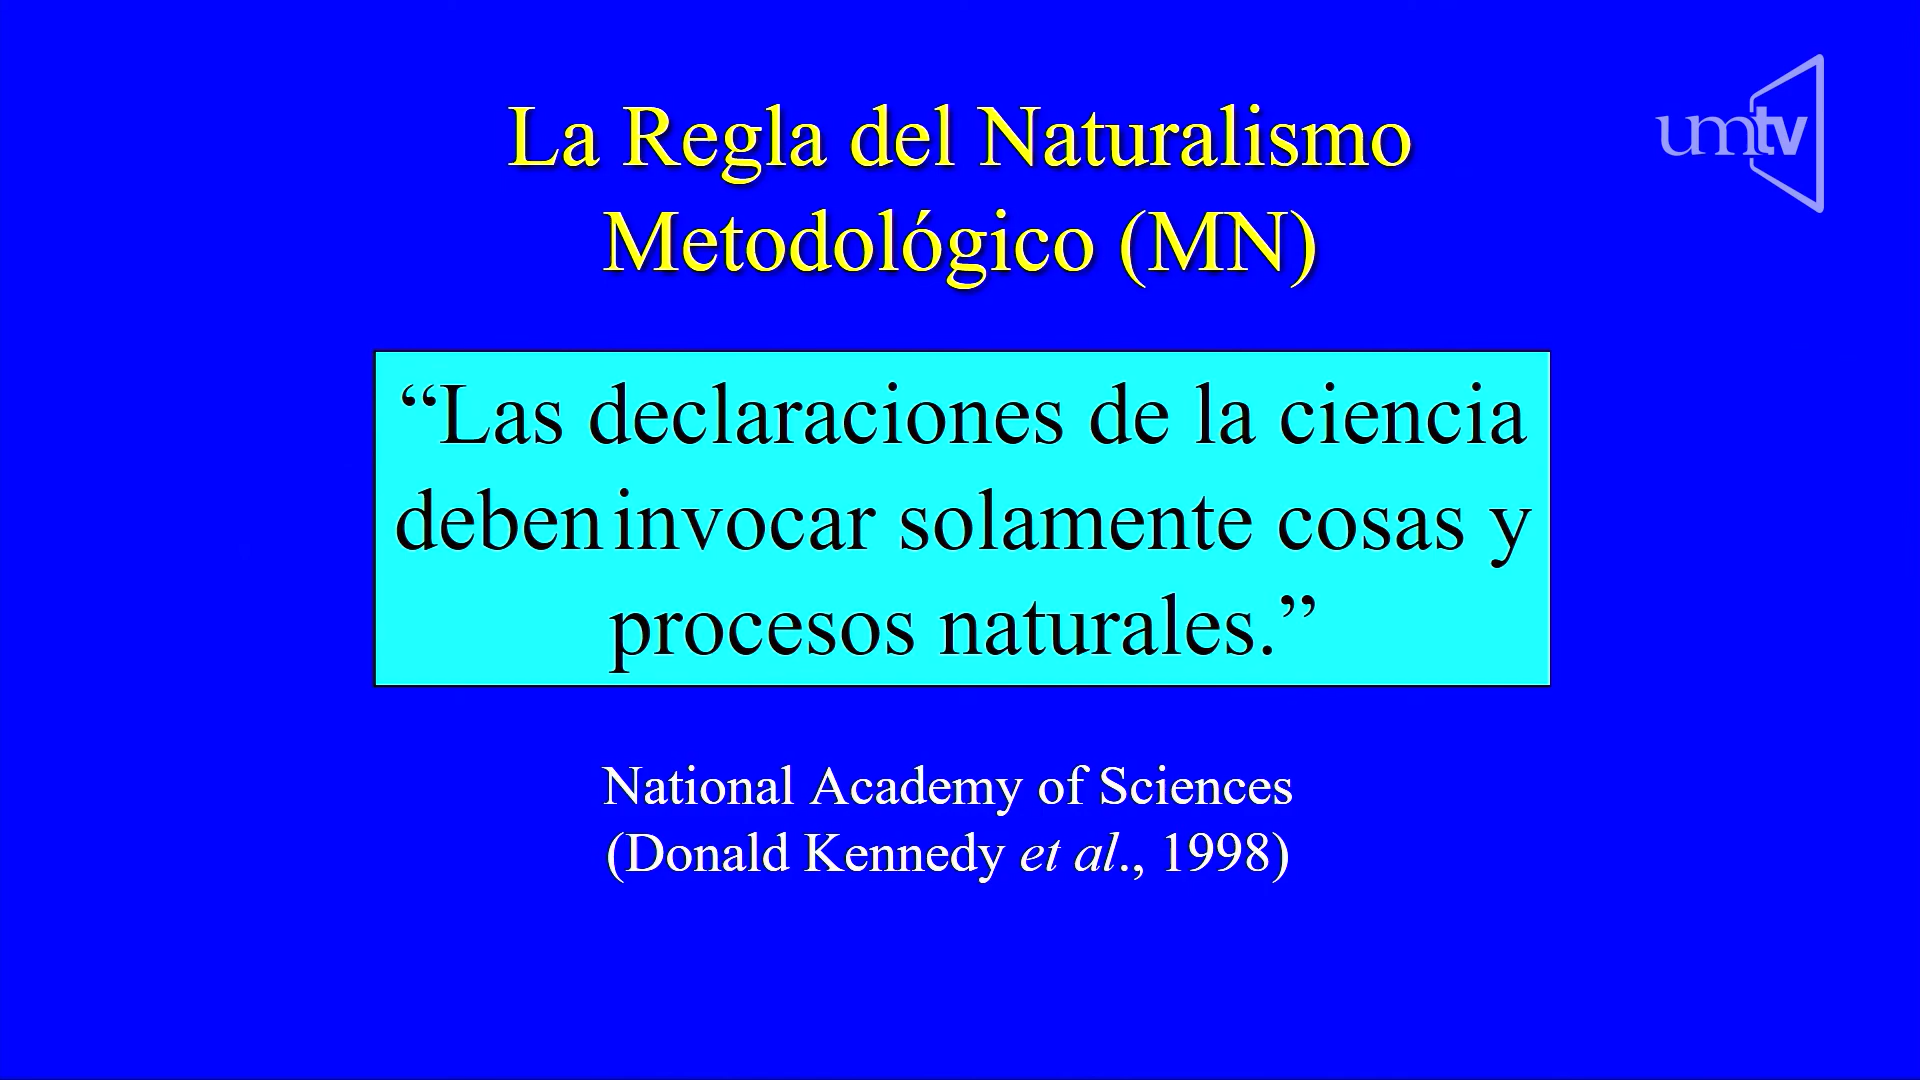 umtv
La Regla del Naturalismo
Metodológico (MN)
“Las declaraciones de la ciencia
deben invocar solamente cosas y
procesos naturales.”
National Academy of Sciences
(Donald Kennedy et al., 1998)